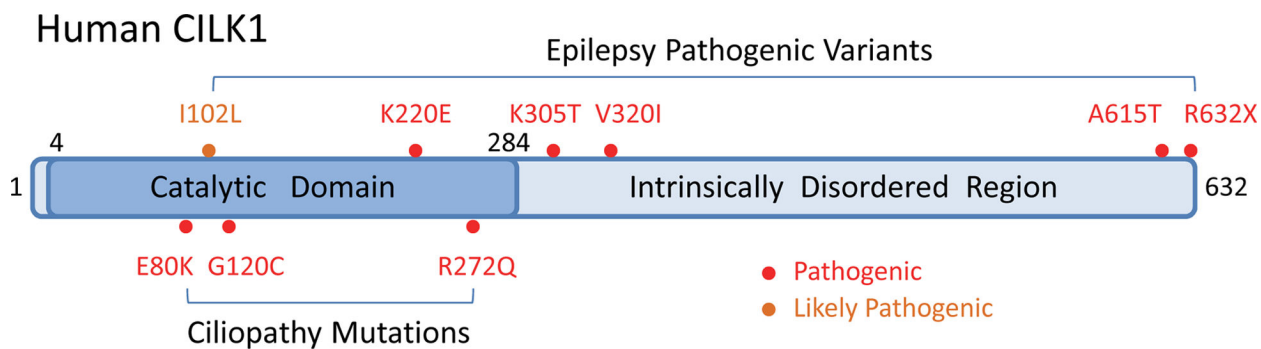 Human CILK1
Epilepsy Pathogenic Variants
I102L K220E K305T V320I A615T R632X
4 284
1 Catalytic Domain Intrinsically Disordered Region 632
E80K G120C R272Q
Pathogenic
Likely Pathogenic
Ciliopathy Mutations